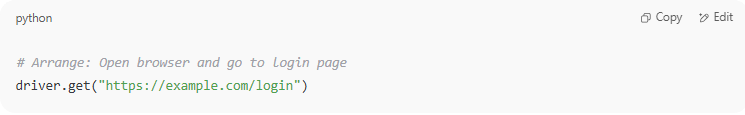 python
Copy
Edit
# Arrange: Open browser and go to login page
driver.get("https://example.com/login")